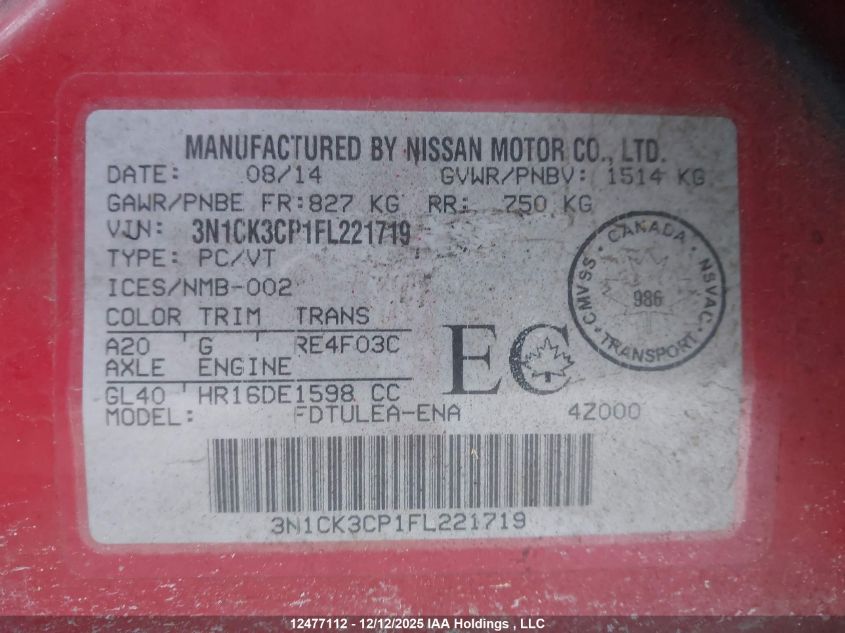 MANUFACTURED BY NISSAN MOTOR CO., LTD.
DATE: 08/14 GVWR/PNBV: 1514 KG
GAWR/PNBE FR:827 KG RR: 750 KG
VIN: 3N1CK3CP1FL221719
TYPE: PC/VT
ICES/NMB-002
COLOR TRIM TRANS
A20 G RE4F03C
AXLE ENGINE
GL40 HR16DE1598 CC
MODEL: FDTULEA-ENA 4Z000
EC
CANADA
CMVSS · NSVAC
986
TRANSPORT
3N1CK3CP1FL221719
12477112 - 12/12/2025 IAA Holdings , LLC